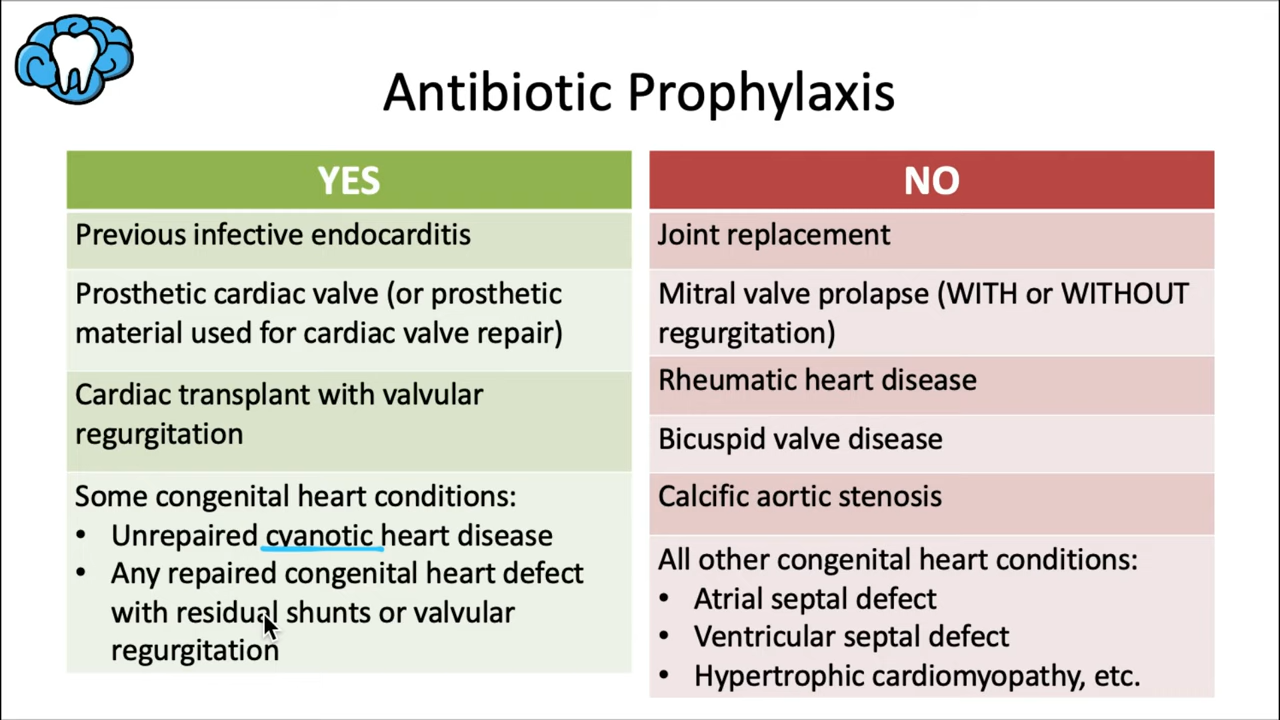 Antibiotic Prophylaxis
YES
Previous infective endocarditis
Prosthetic cardiac valve (or prosthetic
material used for cardiac valve repair)
Cardiac transplant with valvular
regurgitation
Some congenital heart conditions:
• Unrepaired cyanotic heart disease
• Any repaired congenital heart defect
with residual shunts or valvular
regurgitation
NO
Joint replacement
Mitral valve prolapse (WITH or WITHOUT
regurgitation)
Rheumatic heart disease
Bicuspid valve disease
Calcific aortic stenosis
All other congenital heart conditions:
• Atrial septal defect
• Ventricular septal defect
• Hypertrophic cardiomyopathy, etc.